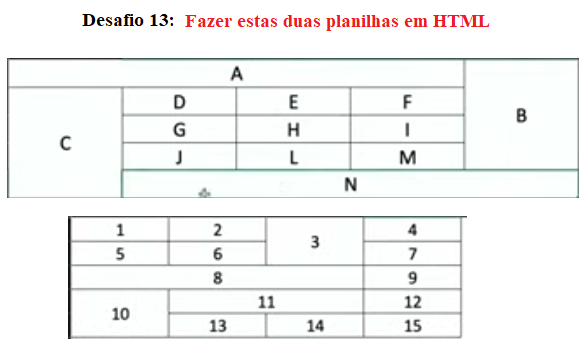 Desafio 13: Fazer estas duas planilhas em HTML
A
B
C
D E F
G H I
J L M
N
1 2 3 4
5 6 7
8 9
10 11 12
13 14 15